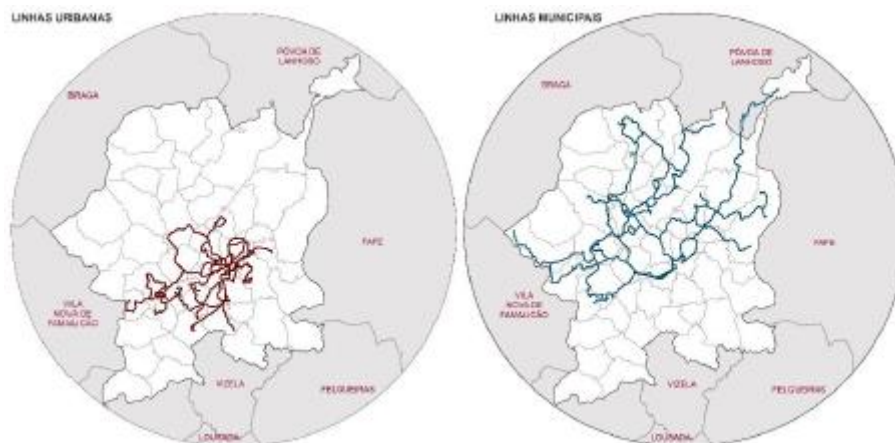 LINHAS URBANAS
PÓVOA DE
LANHOSO
BRAGA
FAFE
VILA
NOVA DE
FAMALICÃO
VIZELA
FELGUEIRAS
LOUSADA
LINHAS MUNICIPAIS
PÓVOA DE
LANHOSO
BRAGA
FAFE
VILA
NOVA DE
FAMALICÃO
VIZELA
FELGUEIRAS
LOUSADA